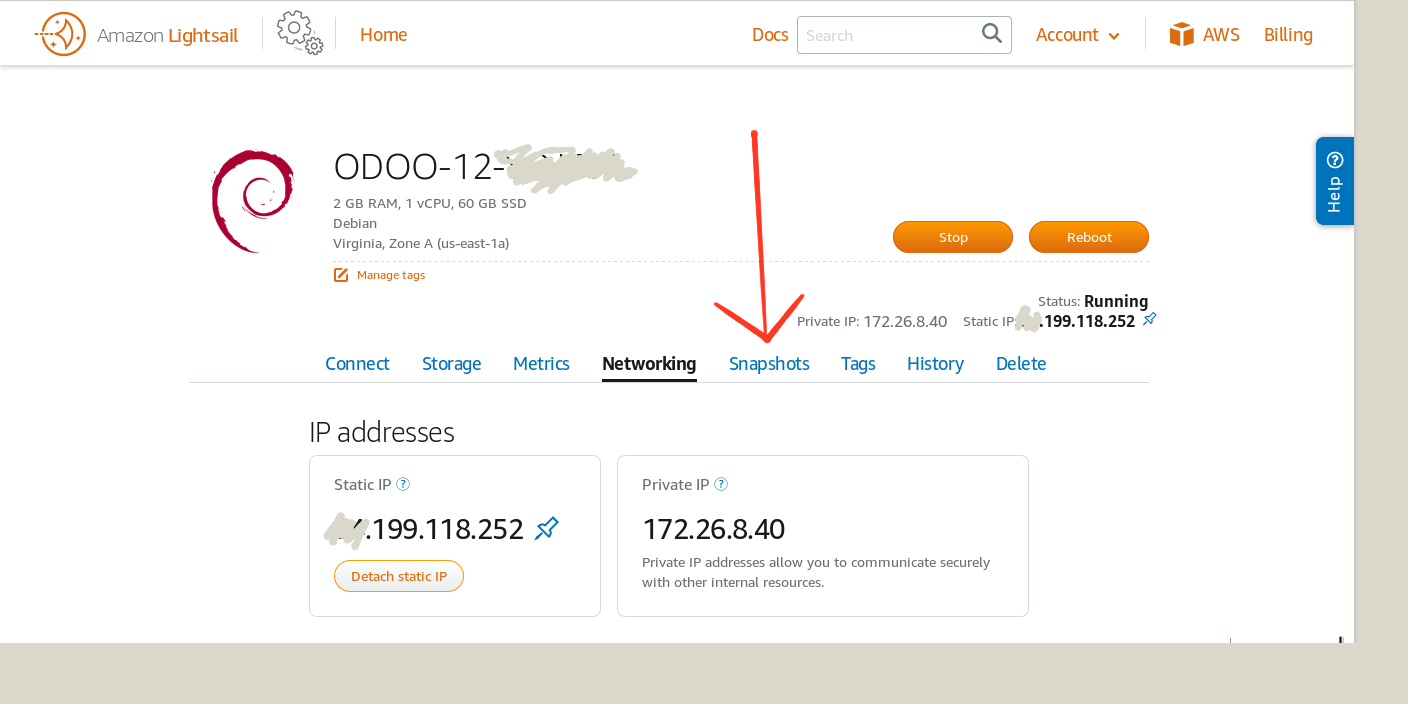 Amazon Lightsail Home Docs Search Account AWS Billing
Help
ODOO-12-
2 GB RAM, 1 vCPU, 60 GB SSD
Debian
Virginia, Zone A (us-east-1a)
Stop Reboot
Manage tags
Status: Running
Private IP: 172.26.8.40 Static IP: .199.118.252
Connect Storage Metrics Networking Snapshots Tags History Delete
IP addresses
Static IP ? Private IP ?
.199.118.252 172.26.8.40
Private IP addresses allow you to communicate securely
with other internal resources.
Detach static IP